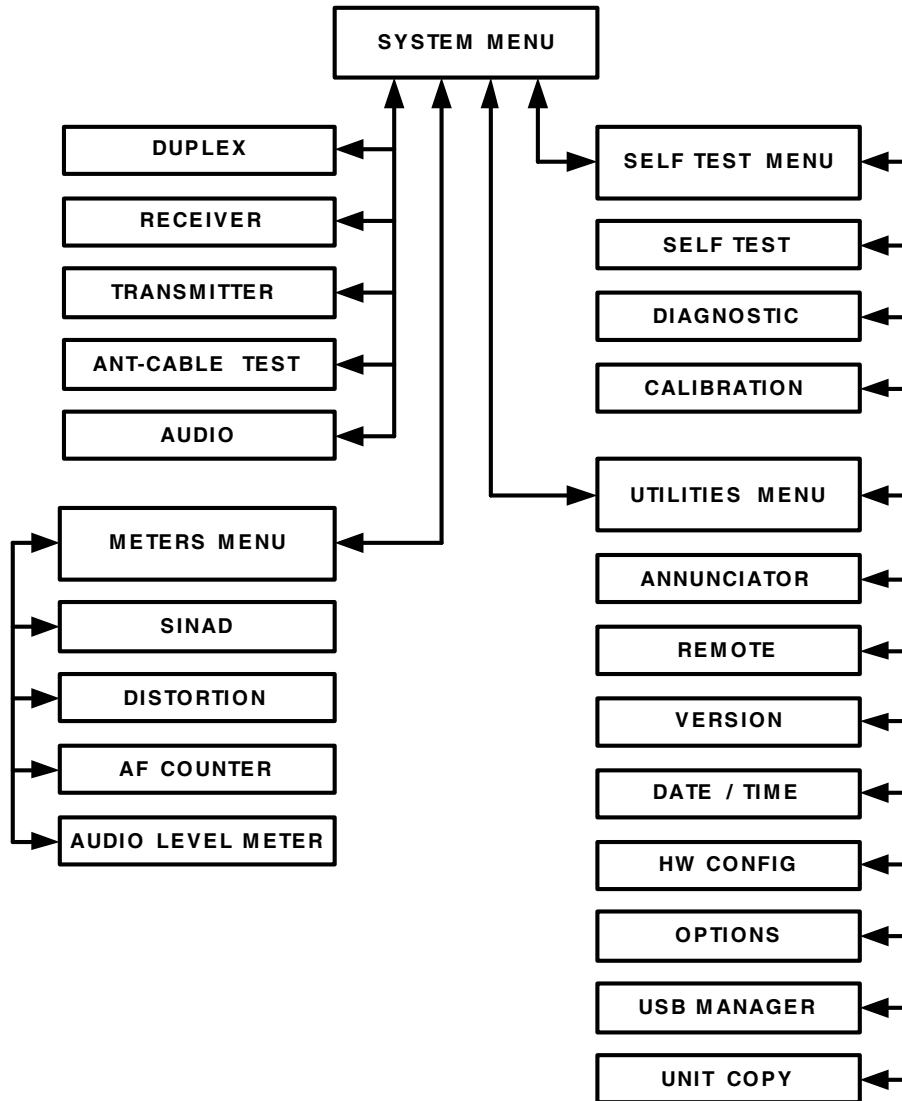 SYSTEM MENU
DUPLEX
RECEIVER
TRANSMITTER
ANT-CABLE TEST
AUDIO
METERS MENU
SINAD
DISTORTION
AF COUNTER
AUDIO LEVEL METER
SELF TEST MENU
SELF TEST
DIAGNOSTIC
CALIBRATION
UTILITIES MENU
ANNUNCIATOR
REMOTE
VERSION
DATE / TIME
HW CONFIG
OPTIONS
USB MANAGER
UNIT COPY